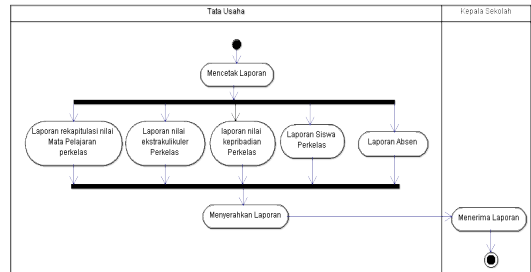 Tata Usaha
Kepala Sekolah
Mencetak Laporan
Laporan rekapitulasi nilai
Mata Pelajaran
perkelas
Laporan nilai
ekstrakulikuler
Perkelas
laporan nilai
kepribadian
Perkelas
Laporan Siswa
Perkelas
Laporan Absen
Menyerahkan Laporan
Menerima Laporan